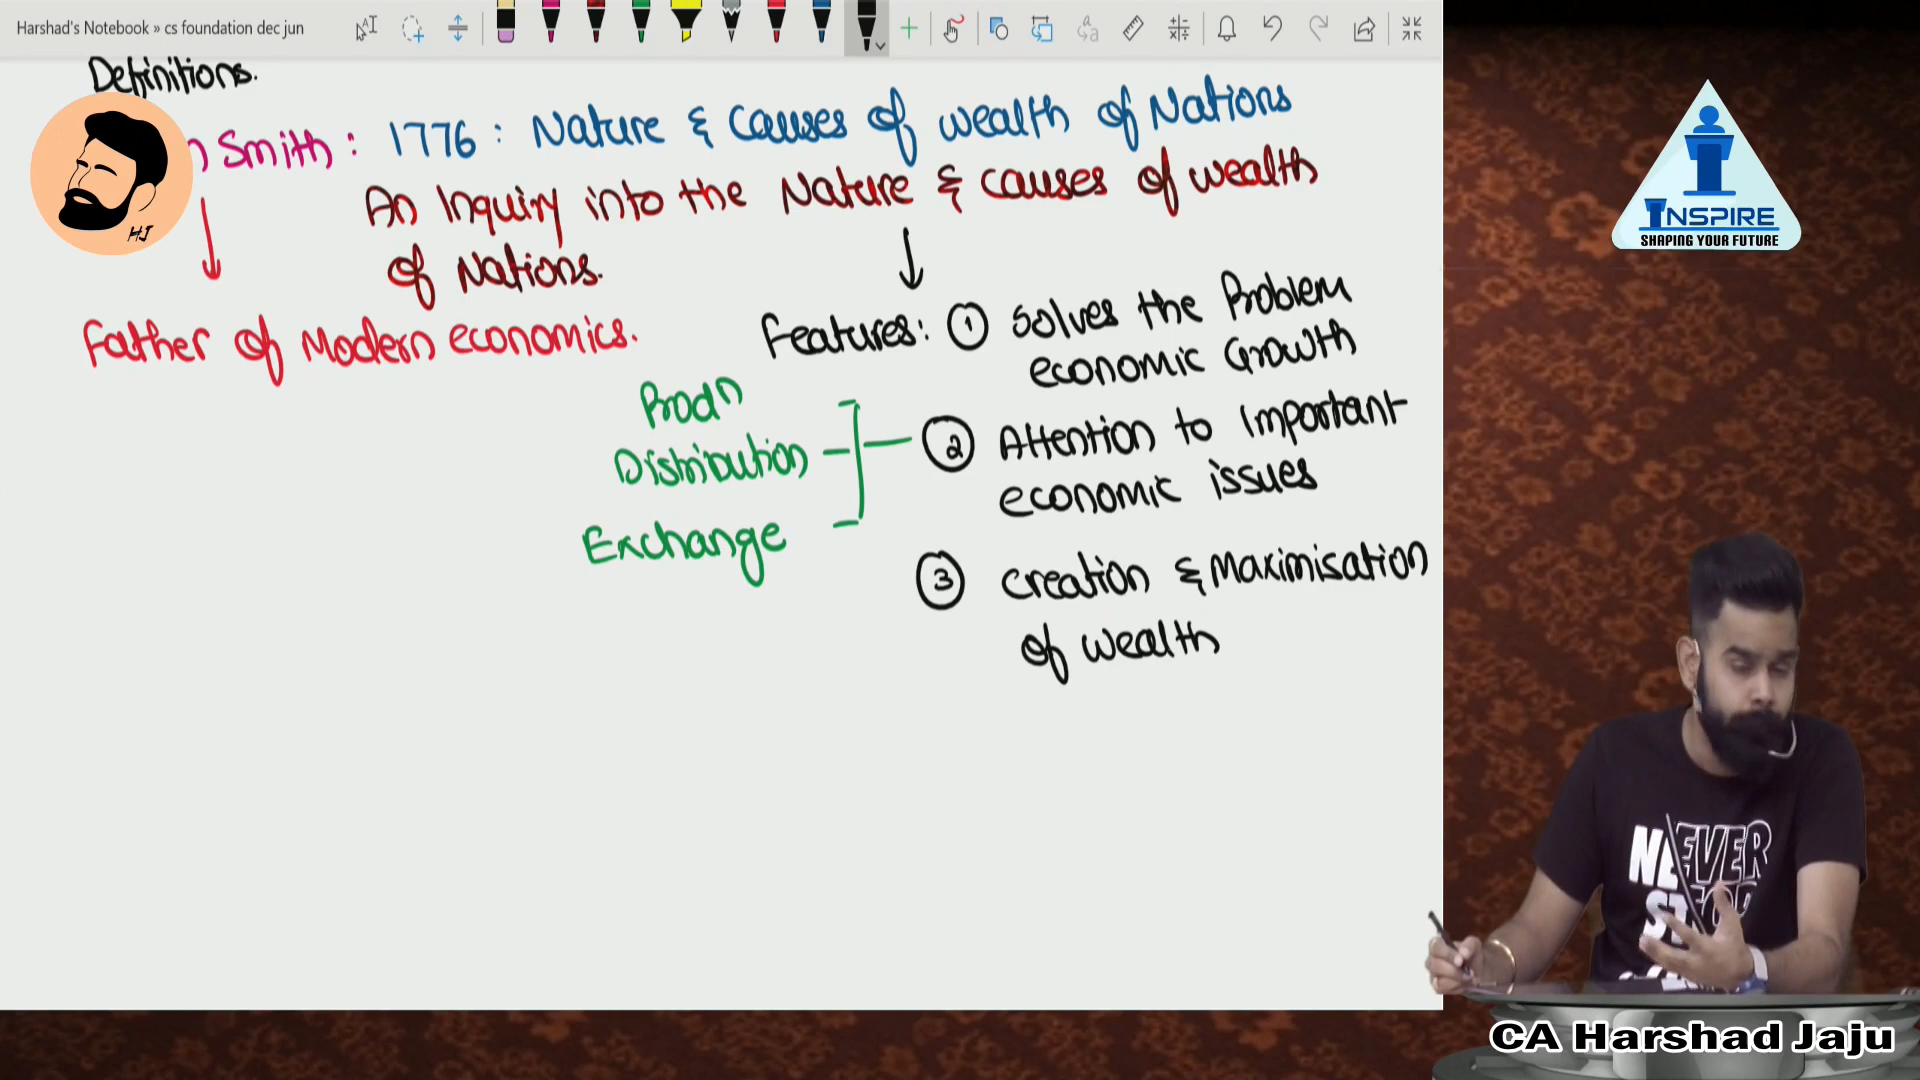 Harshad's Notebook » cs foundation dec jun
Definitions.
Smith : 1776 : Nature & Causes of wealth of Nations
An Inquiry into the Nature & causes of wealth
of Nations.
Father of Modern economics.
Features: ① Solves the Problem
economic Growth
Prodn
Distribution
Exchange
② Attention to important
economic issues
③ Creation & Maximisation
of wealth
HJ
INSPIRE
SHAPING YOUR FUTURE
NEVER
CA Harshad Jaju